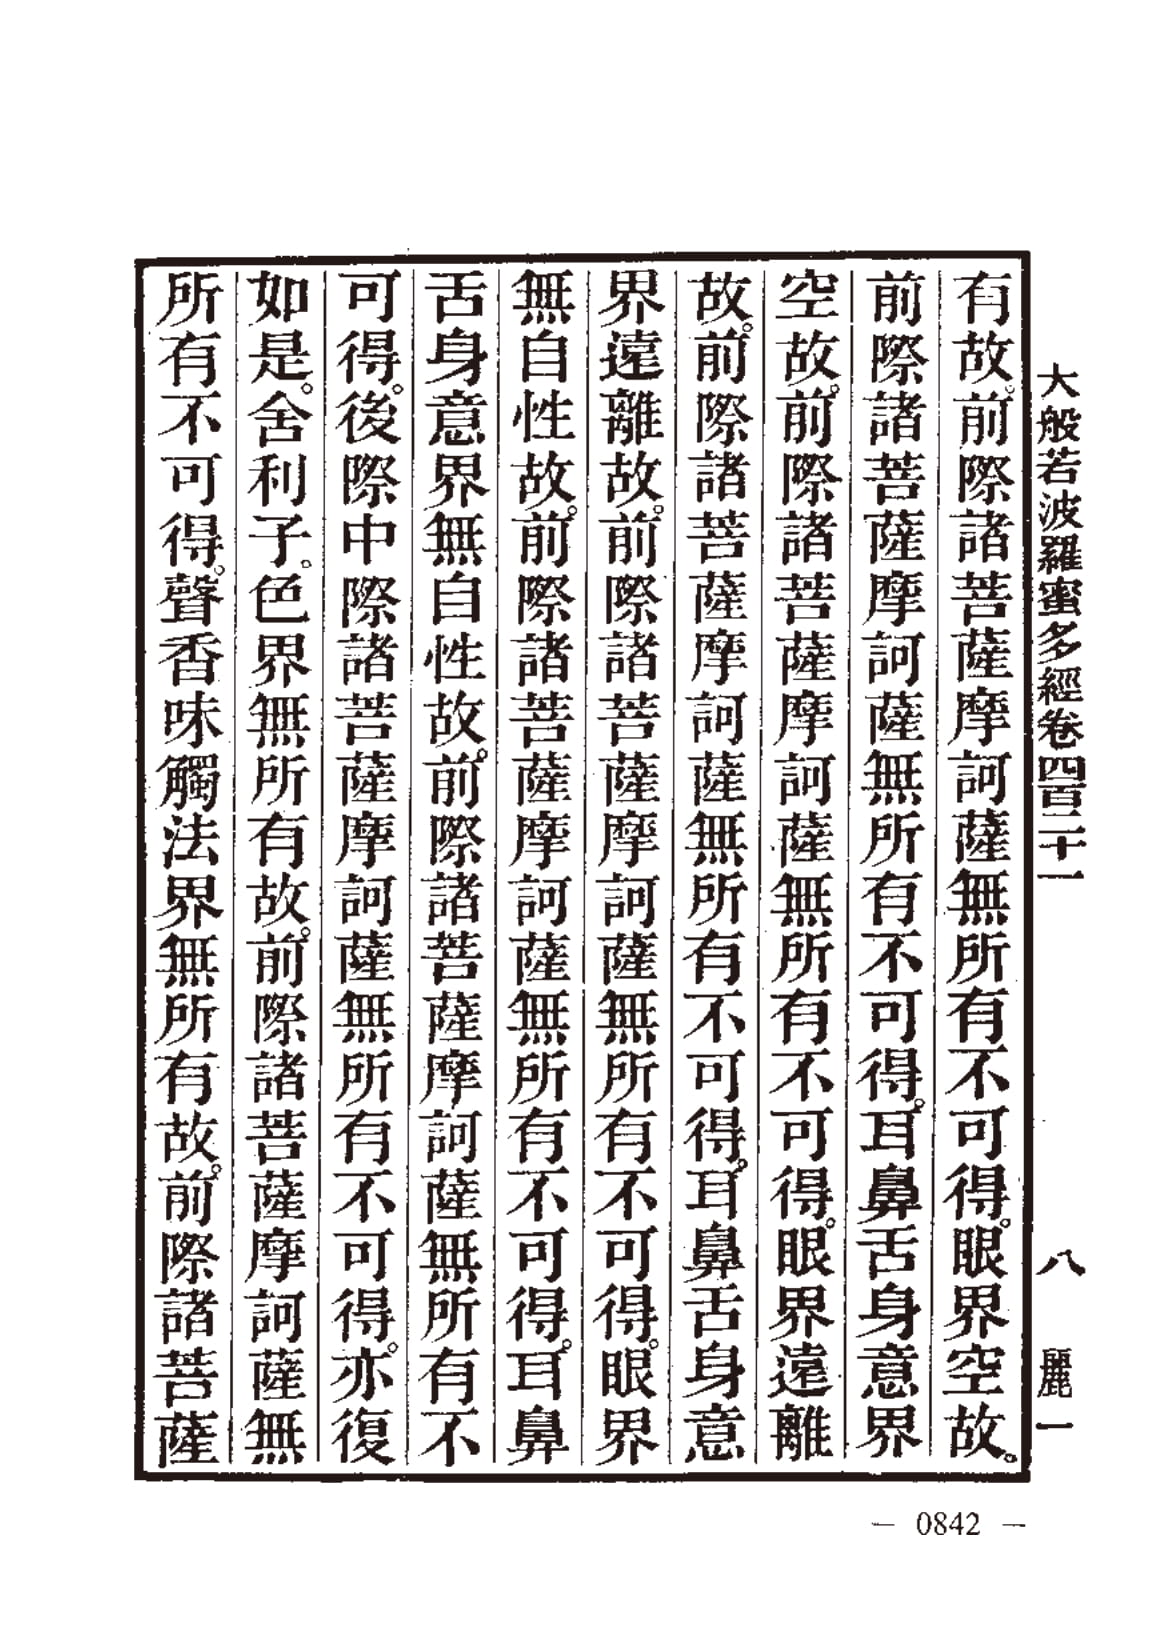 大般若波羅蜜多經卷四百二十一 八 麗一
有故。前際諸菩薩摩訶薩無所有不可得。眼界空故。
前際諸菩薩摩訶薩無所有不可得。耳鼻舌身意界
空故。前際諸菩薩摩訶薩無所有不可得。眼界遠離
故。前際諸菩薩摩訶薩無所有不可得。耳鼻舌身意
界遠離故。前際諸菩薩摩訶薩無所有不可得。眼界
無自性故。前際諸菩薩摩訶薩無所有不可得。耳鼻
舌身意界無自性故。前際諸菩薩摩訶薩無所有不
可得。後際中際諸菩薩摩訶薩無所有不可得。亦復
如是。舍利子。色界無所有故。前際諸菩薩摩訶薩無
所有不可得。聲香味觸法界無所有故。前際諸菩薩
— 0842 —